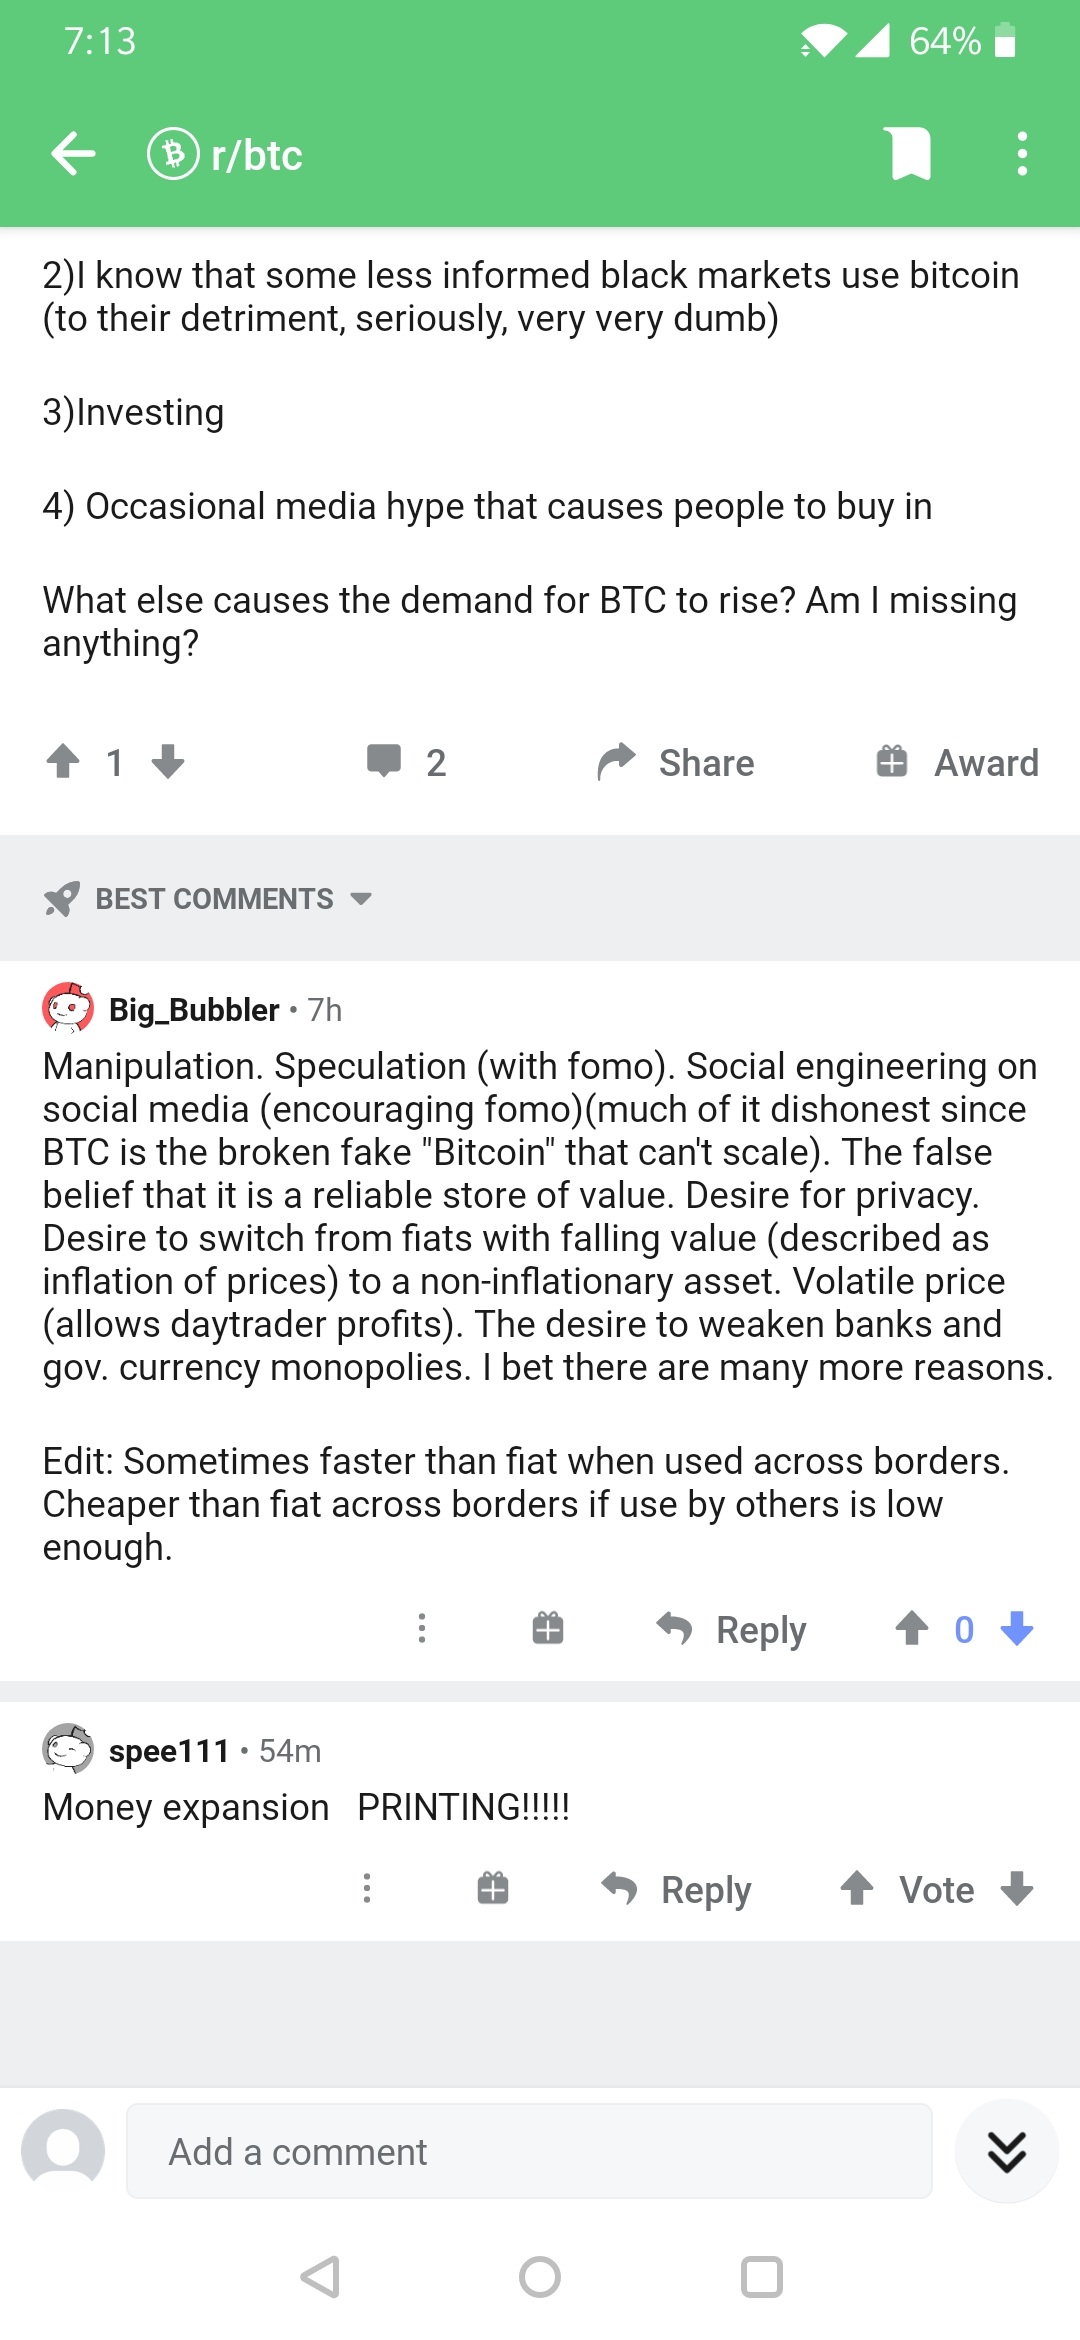 7:13
64%
r/btc
2)I know that some less informed black markets use bitcoin
(to their detriment, seriously, very very dumb)
3)Investing
4) Occasional media hype that causes people to buy in
What else causes the demand for BTC to rise? Am I missing
anything?
1 2 Share Award
BEST COMMENTS
Big_Bubbler • 7h
Manipulation. Speculation (with fomo). Social engineering on
social media (encouraging fomo)(much of it dishonest since
BTC is the broken fake "Bitcoin" that can't scale). The false
belief that it is a reliable store of value. Desire for privacy.
Desire to switch from fiats with falling value (described as
inflation of prices) to a non-inflationary asset. Volatile price
(allows daytrader profits). The desire to weaken banks and
gov. currency monopolies. I bet there are many more reasons.
Edit: Sometimes faster than fiat when used across borders.
Cheaper than fiat across borders if use by others is low
enough.
Reply 0
spee111 • 54m
Money expansion   PRINTING!!!!!
Reply Vote
Add a comment